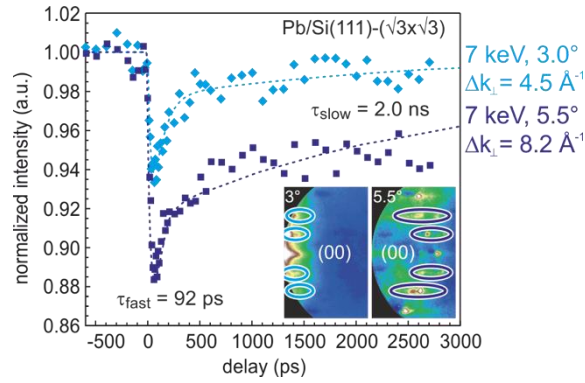 Pb/Si(111)-(√3x√3)
7 keV, 3.0°
Δk⊥= 4.5 Å⁻¹
7 keV, 5.5°
Δk⊥= 8.2 Å⁻¹
τslow = 2.0 ns
τfast = 92 ps
3°
5.5°
(00)
(00)
normalized intensity (a.u.)
1.00
0.98
0.96
0.94
0.92
0.90
0.88
0.86
-500 0 500 1000 1500 2000 2500 3000
delay (ps)